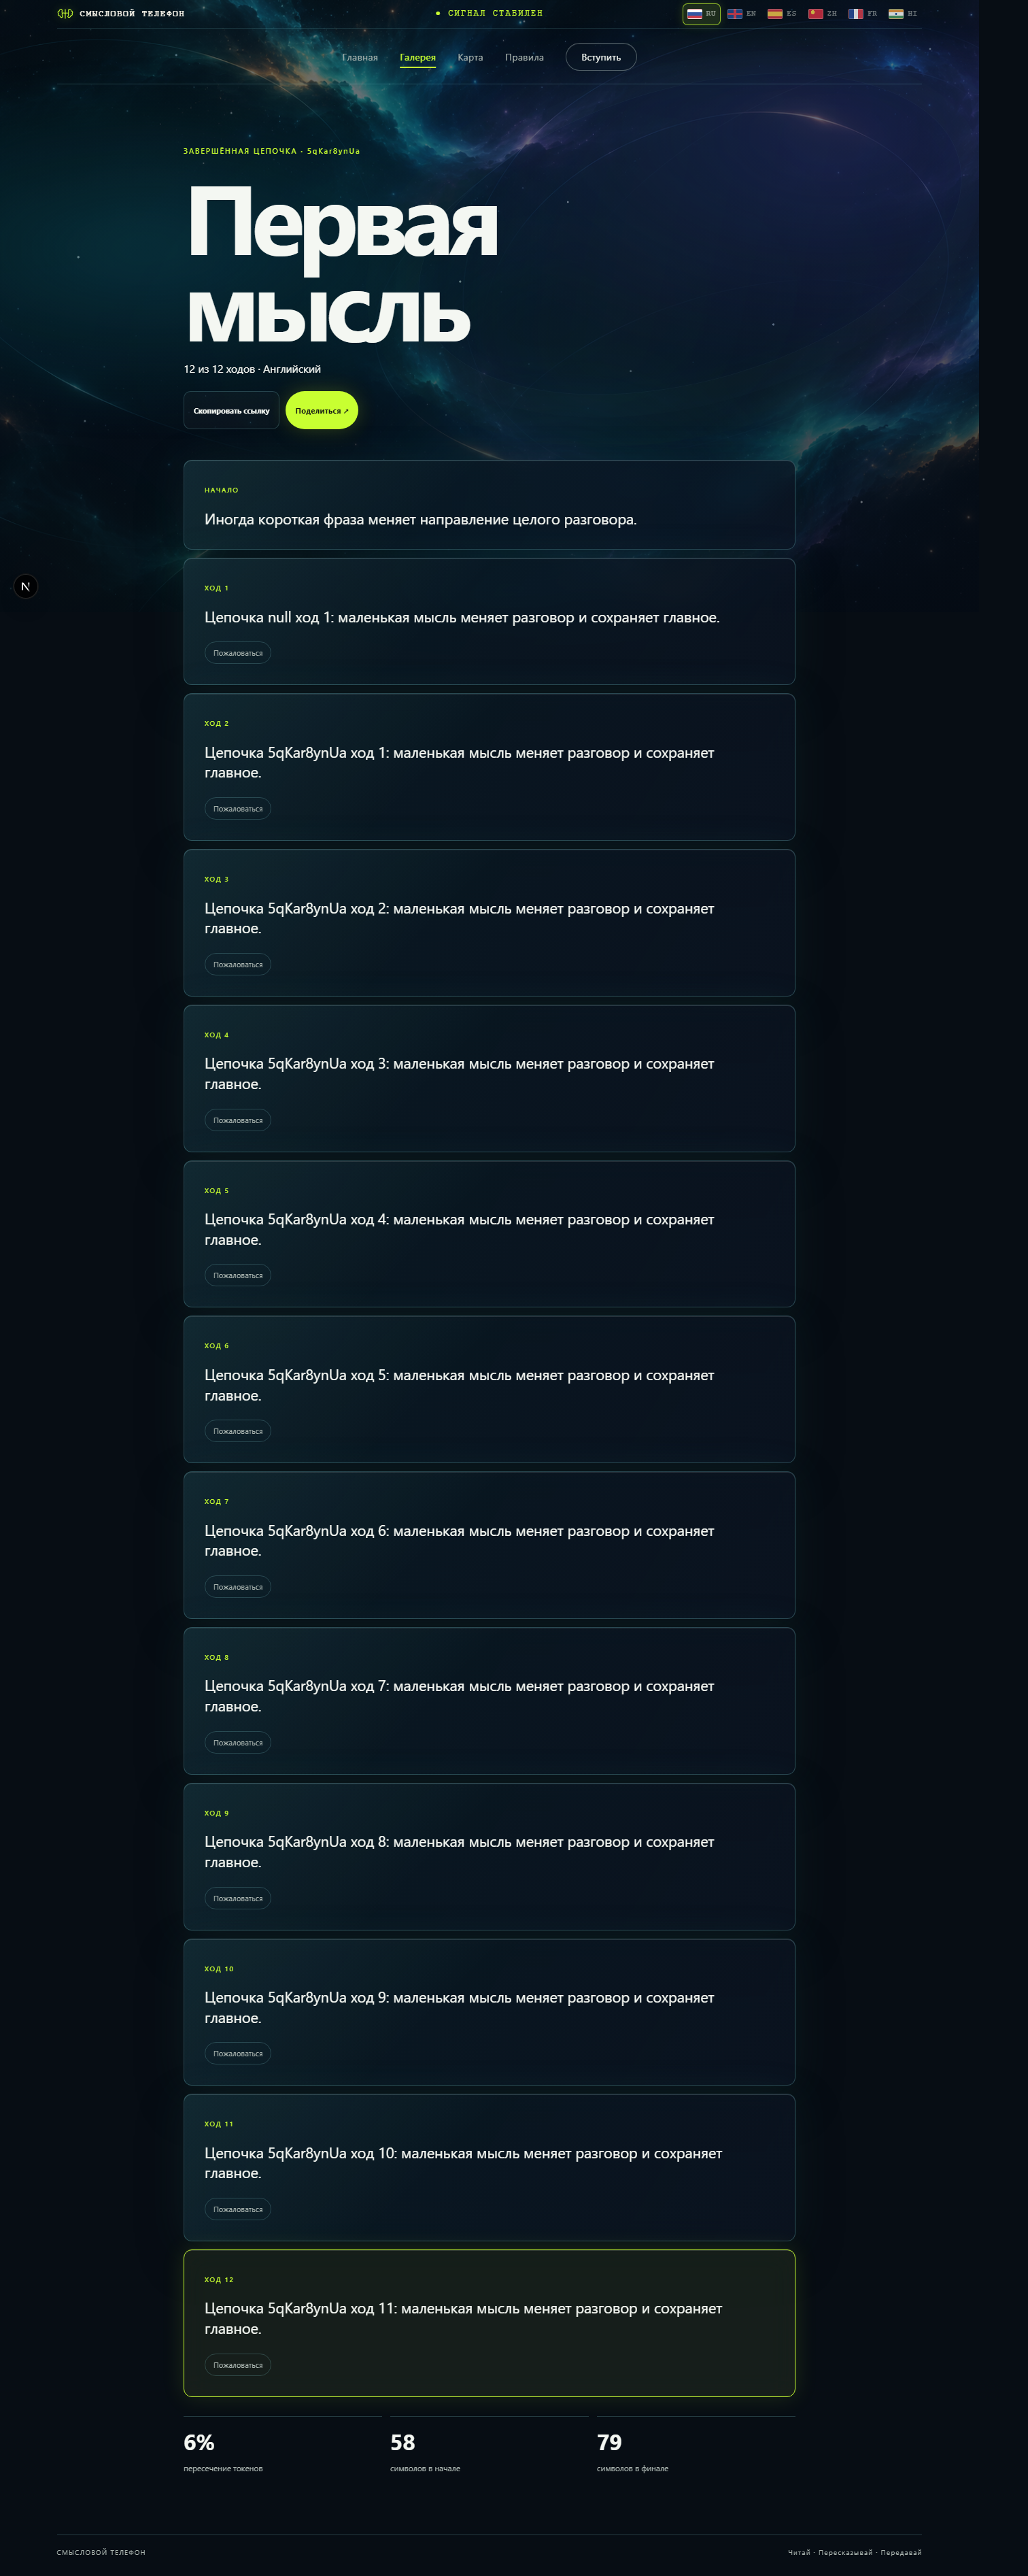 СМЫСЛОВОЙ ТЕЛЕФОН
СИГНАЛ СТАБИЛЕН
RU EN ES ZH FR HI
Главная Галерея Карта Правила Вступить
ЗАВЕРШЁННАЯ ЦЕПОЧКА · 5qKar8ynUa
Первая
мысль
12 из 12 ходов · Английский
Скопировать ссылку Поделиться ↗
НАЧАЛО
Иногда короткая фраза меняет направление целого разговора.
ХОД 1
Цепочка null ход 1: маленькая мысль меняет разговор и сохраняет главное.
Пожаловаться
N
ХОД 2
Цепочка 5qKar8ynUa ход 1: маленькая мысль меняет разговор и сохраняет
главное.
Пожаловаться
ХОД 3
Цепочка 5qKar8ynUa ход 2: маленькая мысль меняет разговор и сохраняет
главное.
Пожаловаться
ХОД 4
Цепочка 5qKar8ynUa ход 3: маленькая мысль меняет разговор и сохраняет
главное.
Пожаловаться
ХОД 5
Цепочка 5qKar8ynUa ход 4: маленькая мысль меняет разговор и сохраняет
главное.
Пожаловаться
ХОД 6
Цепочка 5qKar8ynUa ход 5: маленькая мысль меняет разговор и сохраняет
главное.
Пожаловаться
ХОД 7
Цепочка 5qKar8ynUa ход 6: маленькая мысль меняет разговор и сохраняет
главное.
Пожаловаться
ХОД 8
Цепочка 5qKar8ynUa ход 7: маленькая мысль меняет разговор и сохраняет
главное.
Пожаловаться
ХОД 9
Цепочка 5qKar8ynUa ход 8: маленькая мысль меняет разговор и сохраняет
главное.
Пожаловаться
ХОД 10
Цепочка 5qKar8ynUa ход 9: маленькая мысль меняет разговор и сохраняет
главное.
Пожаловаться
ХОД 11
Цепочка 5qKar8ynUa ход 10: маленькая мысль меняет разговор и сохраняет
главное.
Пожаловаться
ХОД 12
Цепочка 5qKar8ynUa ход 11: маленькая мысль меняет разговор и сохраняет
главное.
Пожаловаться
6% 58 79
пересечение токенов символов в начале символов в финале
СМЫСЛОВОЙ ТЕЛЕФОН Читай · Пересказывай · Передавай